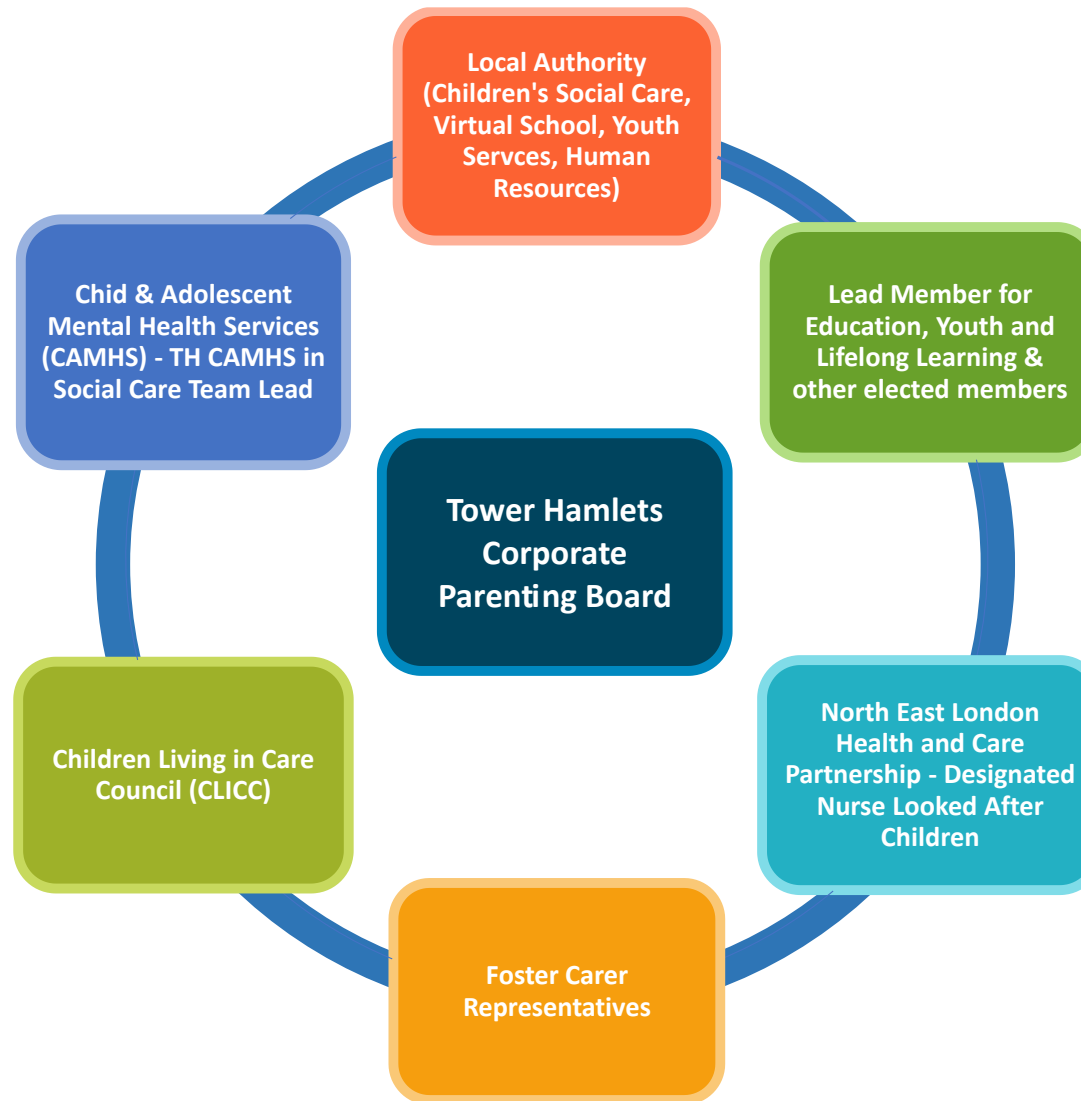 Local Authority
(Children's Social Care,
Virtual School, Youth
Servces, Human
Resources)
Lead Member for
Education, Youth and
Lifelong Learning &
other elected members
North East London
Health and Care
Partnership - Designated
Nurse Looked After
Children
Foster Carer
Representatives
Children Living in Care
Council (CLICC)
Chid & Adolescent
Mental Health Services
(CAMHS) - TH CAMHS in
Social Care Team Lead
Tower Hamlets
Corporate
Parenting Board